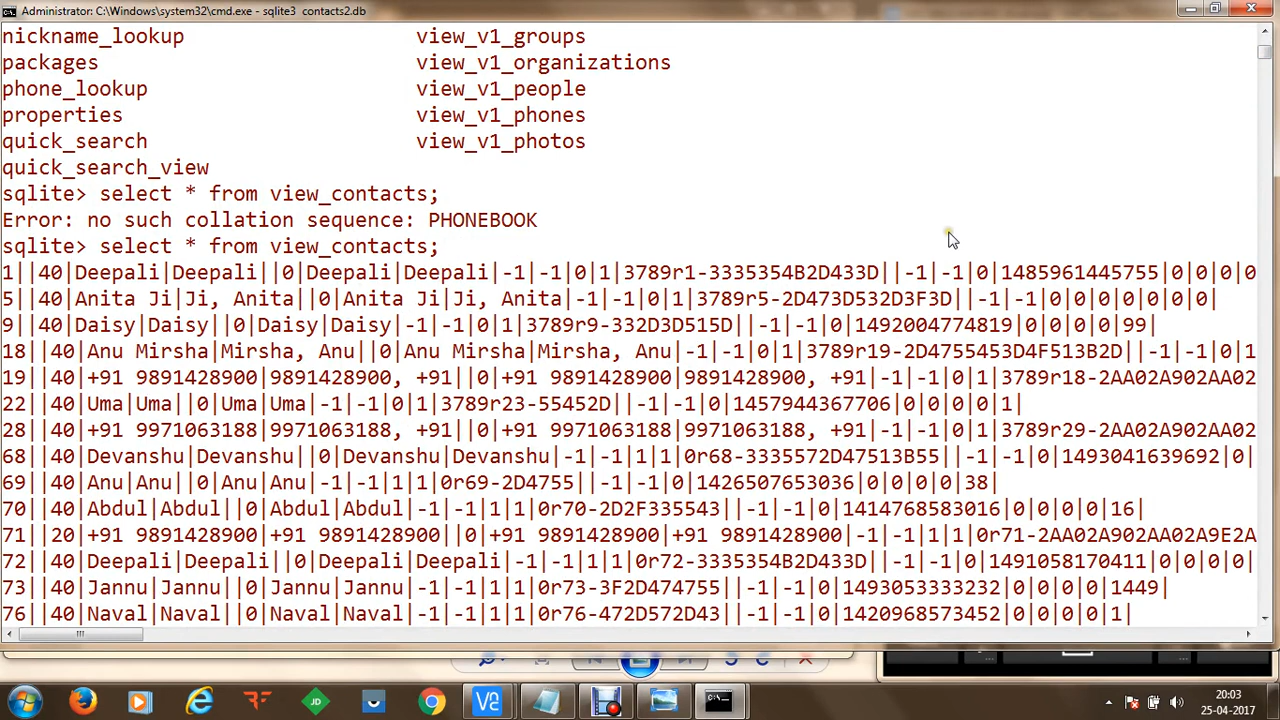 Administrator: C:\Windows\system32\cmd.exe - sqlite3  contacts2.db
nickname_lookup                   view_v1_groups
packages                          view_v1_organizations
phone_lookup                      view_v1_people
properties                        view_v1_phones
quick_search                      view_v1_photos
quick_search_view
sqlite> select * from view_contacts;
Error: no such collation sequence: PHONEBOOK
sqlite> select * from view_contacts;
1||40|Deepali|Deepali||0|Deepali|Deepali|-1|-1|0|1|3789r1-3335354B2D433D||-1|-1|0|1485961445755|0|0|0|0
5||40|Anita Ji|Ji, Anita||0|Anita Ji|Ji, Anita|-1|-1|0|1|3789r5-2D473D532D3F3D||-1|-1|0|0|0|0|0|0|
9||40|Daisy|Daisy||0|Daisy|Daisy|-1|-1|0|1|3789r9-332D3D515D||-1|-1|0|1492004774819|0|0|0|0|99|
18||40|Anu Mirsha|Mirsha, Anu||0|Anu Mirsha|Mirsha, Anu|-1|-1|0|1|3789r19-2D4755453D4F513B2D||-1|-1|0|1
19||40|+91 9891428900|9891428900, +91||0|+91 9891428900|9891428900, +91|-1|-1|0|1|3789r18-2AA02A902AA02
22||40|Uma|Uma||0|Uma|Uma|-1|-1|0|1|3789r23-55452D||-1|-1|0|1457944367706|0|0|0|0|1|
28||40|+91 9971063188|9971063188, +91||0|+91 9971063188|9971063188, +91|-1|-1|0|1|3789r29-2AA02A902AA02
68||40|Devanshu|Devanshu||0|Devanshu|Devanshu|-1|-1|1|1|0r68-3335572D47513B55||-1|-1|0|1493041639692|0|
69||40|Anu|Anu||0|Anu|Anu|-1|-1|1|1|0r69-2D4755||-1|-1|0|1426507653036|0|0|0|0|38|
70||40|Abdul|Abdul||0|Abdul|Abdul|-1|-1|1|1|0r70-2D2F335543||-1|-1|0|1414768583016|0|0|0|0|16|
71||20|+91 9891428900|+91 9891428900||0|+91 9891428900|+91 9891428900|-1|-1|1|1|0r71-2AA02A902AA02A9E2A
72||40|Deepali|Deepali||0|Deepali|Deepali|-1|-1|1|1|0r72-3335354B2D433D||-1|-1|0|1491058170411|0|0|0|0|
73||40|Jannu|Jannu||0|Jannu|Jannu|-1|-1|1|1|0r73-3F2D474755||-1|-1|0|1493053333232|0|0|0|0|1449|
76||40|Naval|Naval||0|Naval|Naval|-1|-1|1|1|0r76-472D572D43||-1|-1|0|1420968573452|0|0|0|0|1|
JD
20:03
25-04-2017